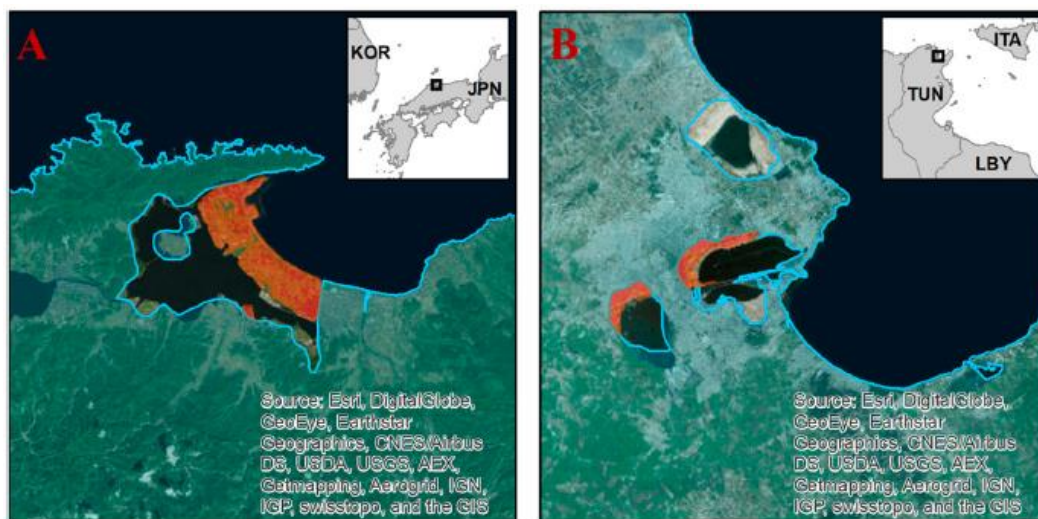 A
KOR
JPN
Source: Esri, DigitalGlobe,
GeoEye, Earthstar
Geographics, CNES/Airbus
DS, USDA, USGS, AEX,
Getmapping, Aerogrid, IGN,
IGP, swisstopo, and the GIS
B
ITA
TUN
LBY
Source: Esri, DigitalGlobe,
GeoEye, Earthstar
Geographics, CNES/Airbus
DS, USDA, USGS, AEX,
Getmapping, Aerogrid, IGN,
IGP, swisstopo, and the GIS